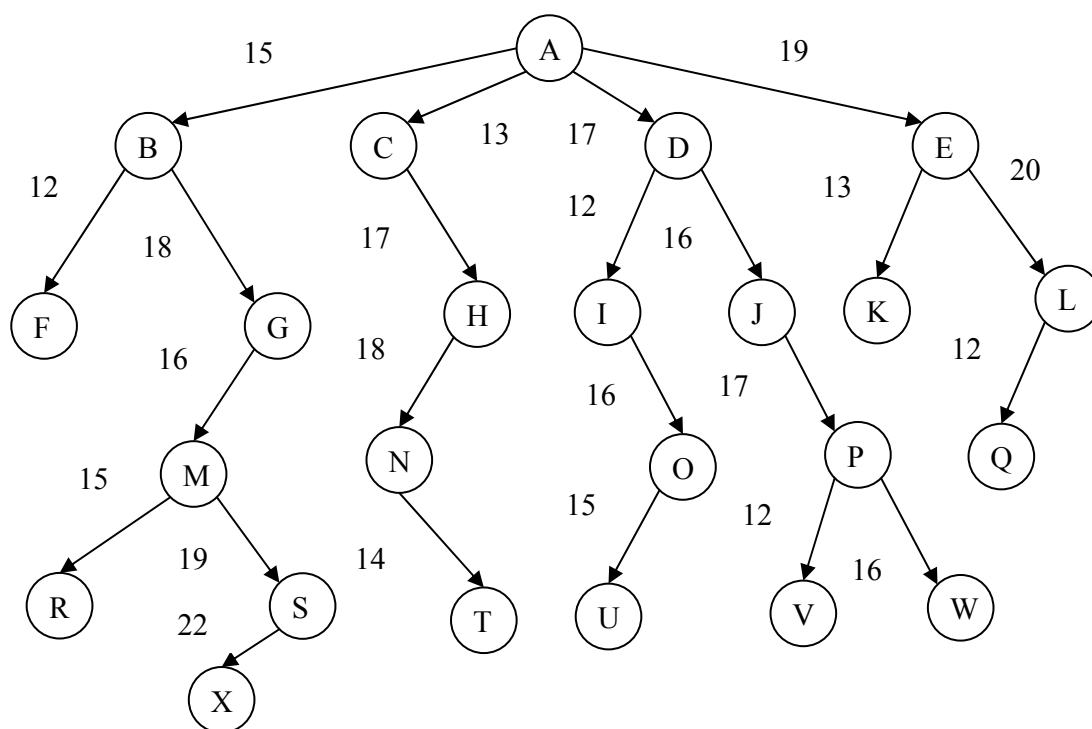 A
15 19
13 17
B C D E
12 18 17 12 16 13 20
F G H I J K L
16 18 16 17 12
M N O P Q
15 19 14 15 12 16
R S T U V W
22
X